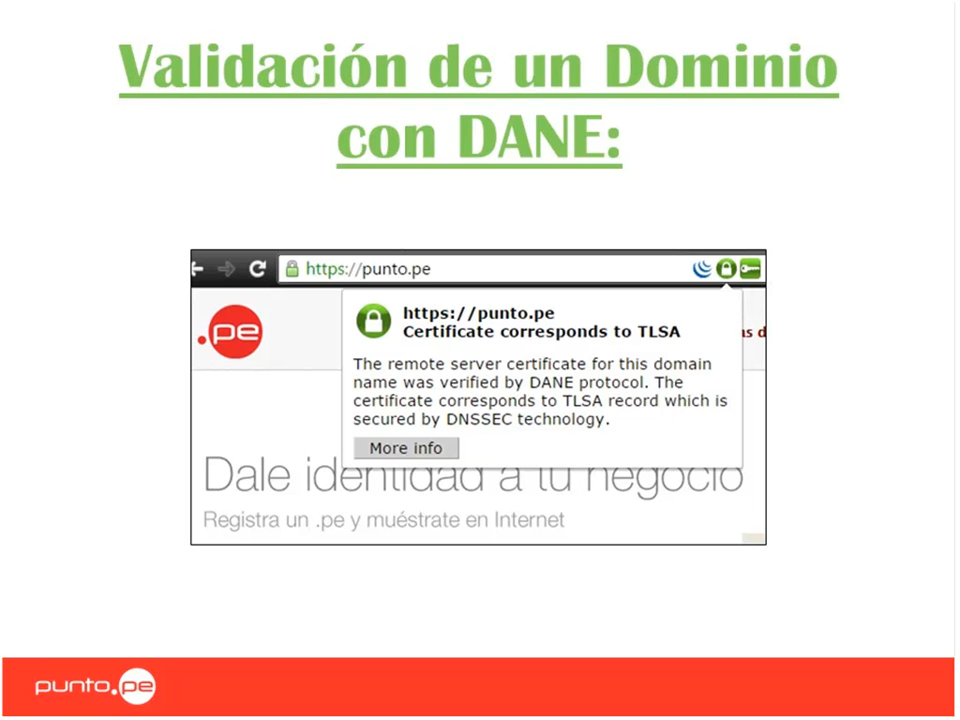 Validación de un Dominio
con DANE:
https://punto.pe
.pe
https://punto.pe
Certificate corresponds to TLSA
The remote server certificate for this domain
name was verified by DANE protocol. The
certificate corresponds to TLSA record which is
secured by DNSSEC technology.
More info
Dale identidad a tu negocio
Registra un .pe y muéstrate en Internet
punto.pe